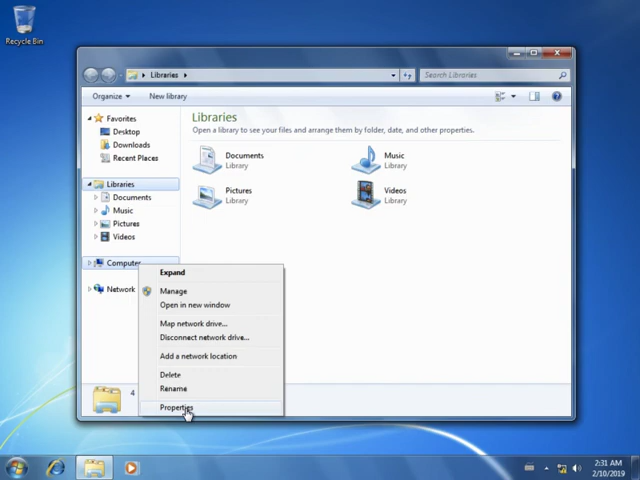 Recycle Bin
Libraries
Search Libraries
Organize
New library
Favorites
Desktop
Downloads
Recent Places
Libraries
Documents
Music
Pictures
Videos
Computer
Network
Libraries
Open a library to see your files and arrange them by folder, date, and other properties.
Documents
Library
Music
Library
Pictures
Library
Videos
Library
Expand
Manage
Open in new window
Map network drive...
Disconnect network drive...
Add a network location
Delete
Rename
Properties
4
2:31 AM
2/10/2019